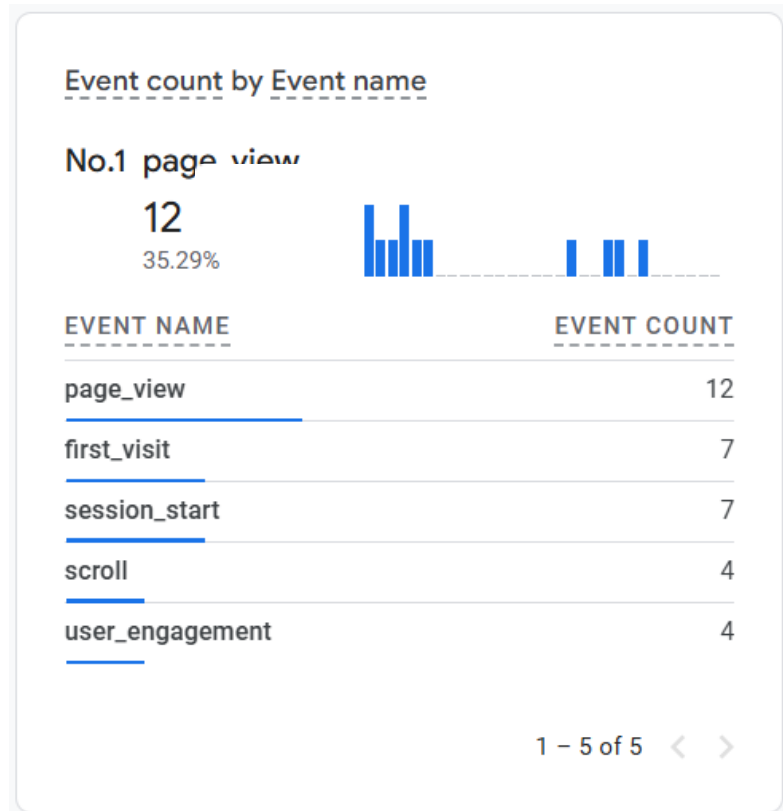 Event count by Event name
No.1 page_view
12
35.29%
EVENT NAME EVENT COUNT
page_view 12
first_visit 7
session_start 7
scroll 4
user_engagement 4
1 – 5 of 5